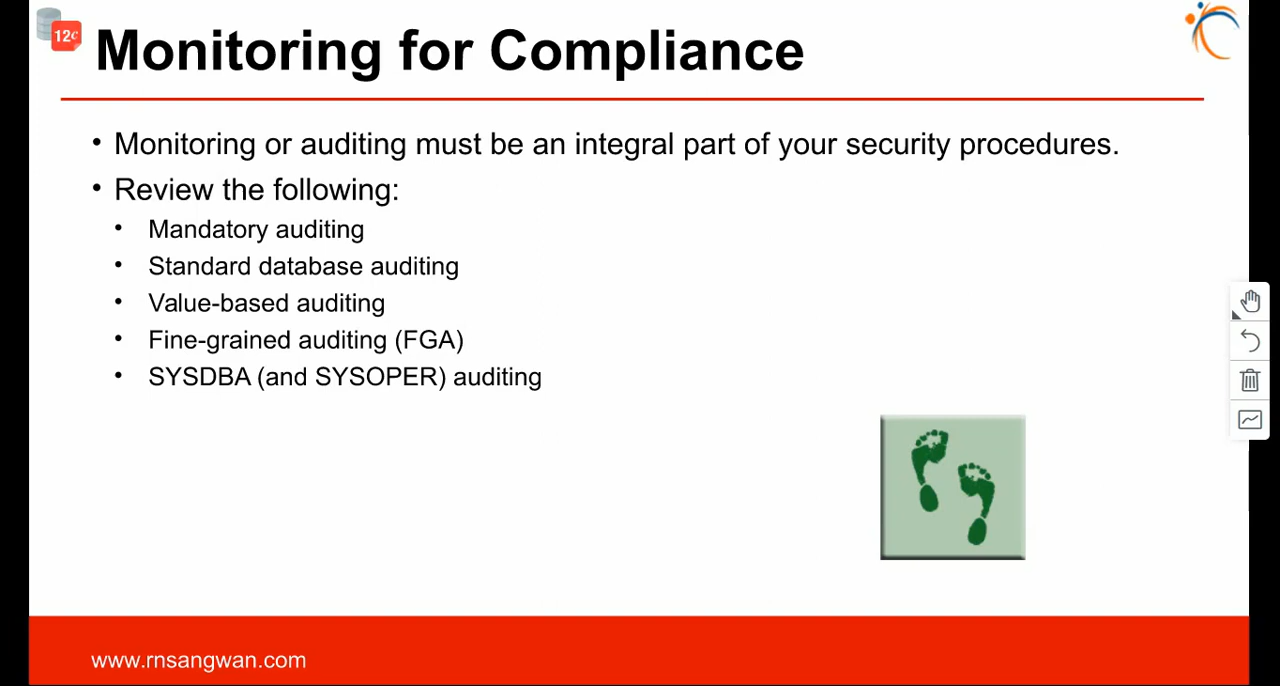 12c
Monitoring for Compliance
• Monitoring or auditing must be an integral part of your security procedures.
• Review the following:
• Mandatory auditing
• Standard database auditing
• Value-based auditing
• Fine-grained auditing (FGA)
• SYSDBA (and SYSOPER) auditing
www.rnsangwan.com